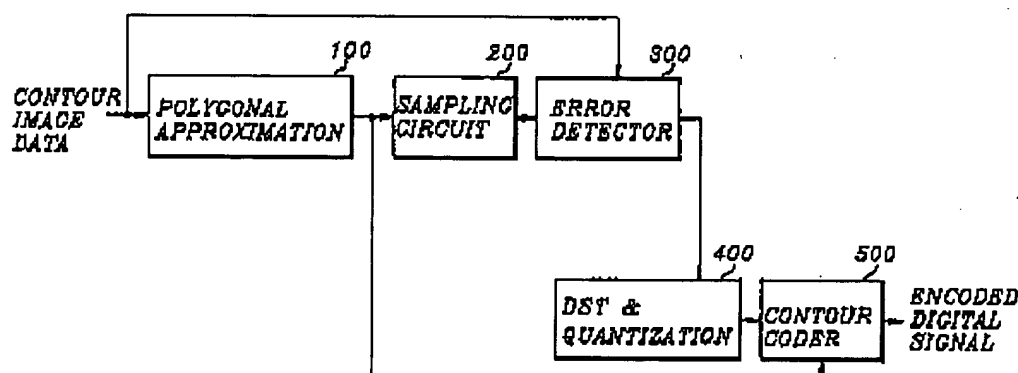 100
200
300
CONTOUR
IMAGE
DATA
POLYGONAL
APPROXIMATION
SAMPLING
CIRCUIT
ERROR
DETECTOR
400
500
DST &
QUANTIZATION
CONTOUR
CODER
ENCODED
DIGITAL
SIGNAL